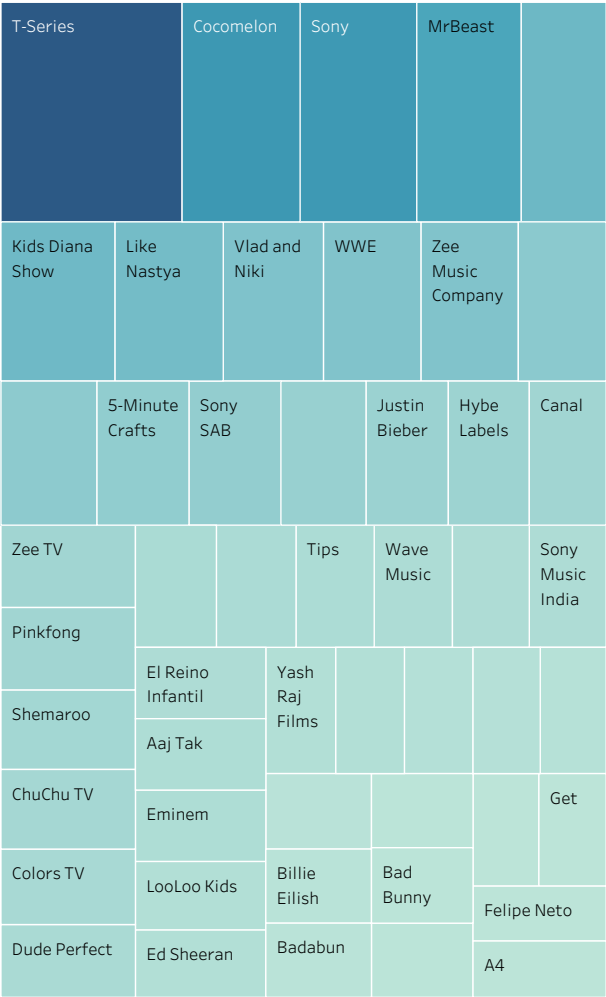 T-Series
Cocomelon
Sony
MrBeast
Kids Diana
Show
Like
Nastya
Vlad and
Niki
WWE
Zee
Music
Company
5-Minute
Crafts
Sony
SAB
Justin
Bieber
Hybe
Labels
Canal
Zee TV
Tips
Wave
Music
Sony
Music
India
Pinkfong
Shemaroo
ChuChu TV
Colors TV
Dude Perfect
El Reino
Infantil
Aaj Tak
Eminem
LooLoo Kids
Ed Sheeran
Yash
Raj
Films
Billie
Eilish
Badabun
Bad
Bunny
Get
Felipe Neto
A4